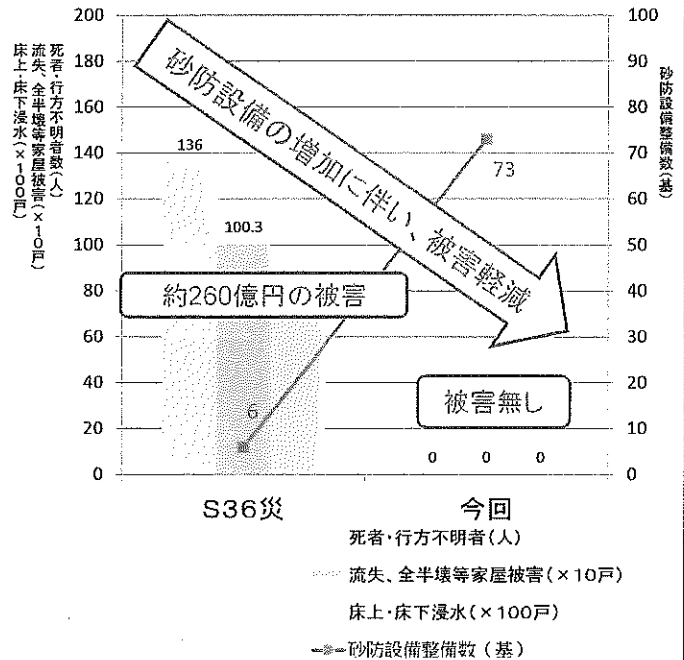 死者・行方不明者数(人)
流失、全半壊等家屋被害(×10戸)
床上・床下浸水(×100戸)
200
180
160
140
120
100
80
60
40
20
0
136
100.3
6
73
0
0
0
砂防設備の増加に伴い、被害軽減
約260億円の被害
被害無し
100
90
80
70
60
50
40
30
20
10
0
砂防設備整備数(基)
S36災
今回
死者・行方不明者(人)
流失、全半壊等家屋被害(×10戸)
床上・床下浸水(×100戸)
砂防設備整備数(基)